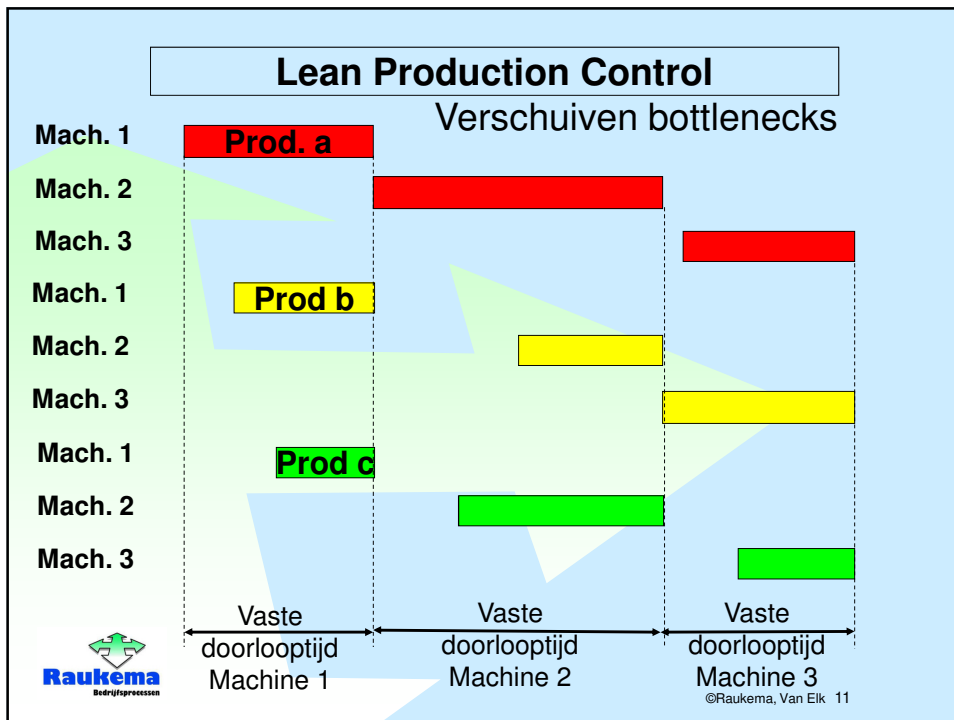 Lean Production Control
Verschuiven bottlenecks
Mach. 1
Prod. a
Mach. 2
Mach. 3
Mach. 1
Prod b
Mach. 2
Mach. 3
Mach. 1
Prod c
Mach. 2
Mach. 3
Vaste
doorlooptijd
Machine 1
Vaste
doorlooptijd
Machine 2
Vaste
doorlooptijd
Machine 3
Raukema
Bedrijfsprocessen
©Raukema, Van Elk 11